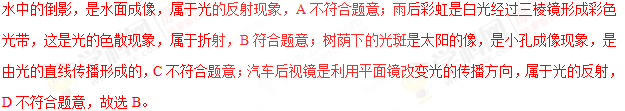 水中的倒影，是水面成像，属于光的反射现象，A 不符合题意；雨后彩虹是白光经过三棱镜形成彩色
光带，这是光的色散现象，属于折射，B 符合题意；树荫下的光斑是太阳的像，是小孔成像现象，是
由光的直线传播形成的，C 不符合题意；汽车后视镜是利用平面镜改变光的传播方向，属于光的反射，
D 不符合题意，故选 B。